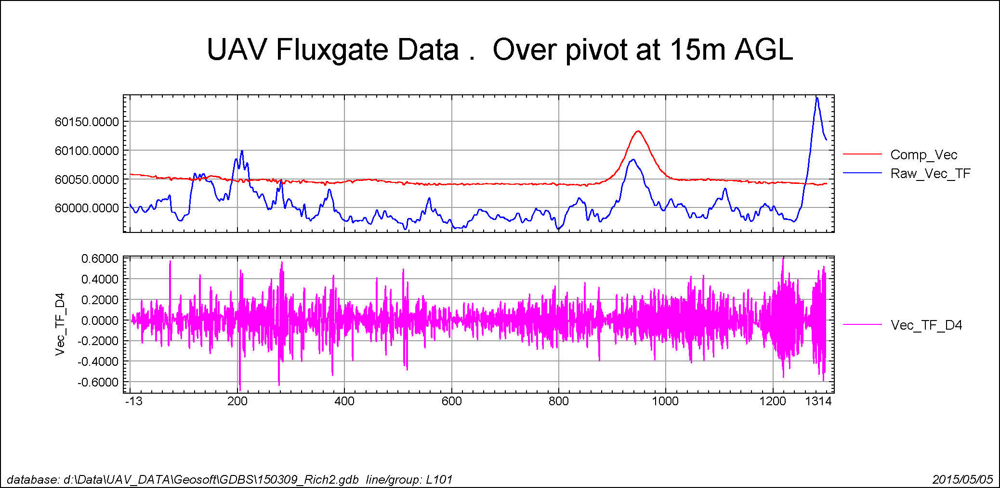 UAV Fluxgate Data .  Over pivot at 15m AGL
60150.0000
60100.0000
60050.0000
60000.0000
Comp_Vec
Raw_Vec_TF
0.6000
0.4000
0.2000
0.0000
-0.2000
-0.4000
-0.6000
Vec_TF_D4
Vec_TF_D4
-13 200 400 600 800 1000 1200 1314
database: d:\Data\UAV_DATA\Geosoft\GDBS\150309_Rich2.gdb  line/group: L101
2015/05/05